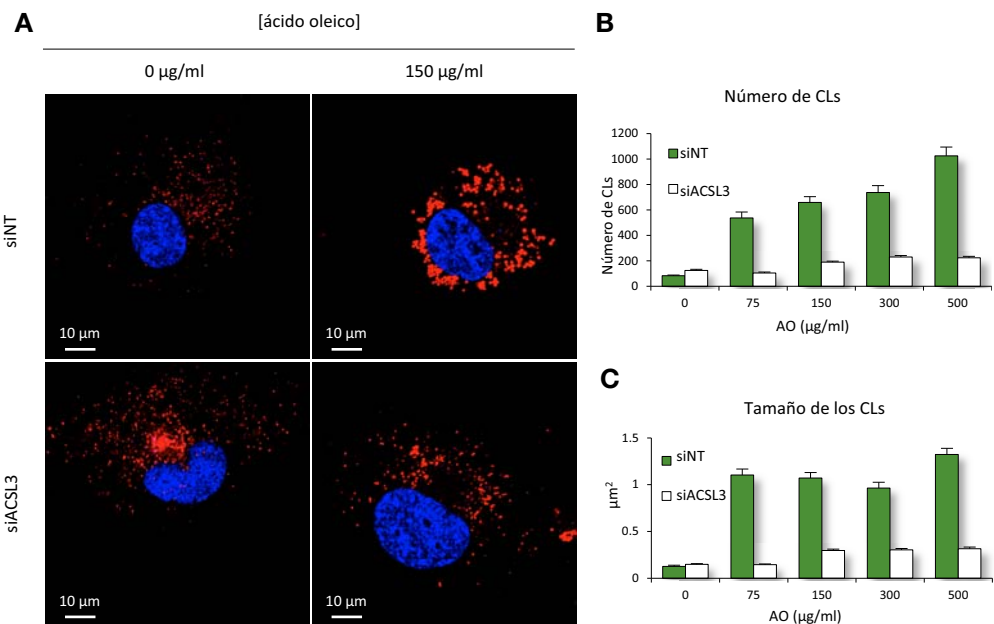 A
[ácido oleico]
0 µg/ml
150 µg/ml
siNT
10 µm
10 µm
siACSL3
10 µm
10 µm
B
Número de CLs
Número de CLs
1200
1000
800
600
400
200
0
siNT
siACSL3
0 75 150 300 500
AO (µg/ml)
C
Tamaño de los CLs
µm²
1.5
1
0.5
0
siNT
siACSL3
0 75 150 300 500
AO (µg/ml)